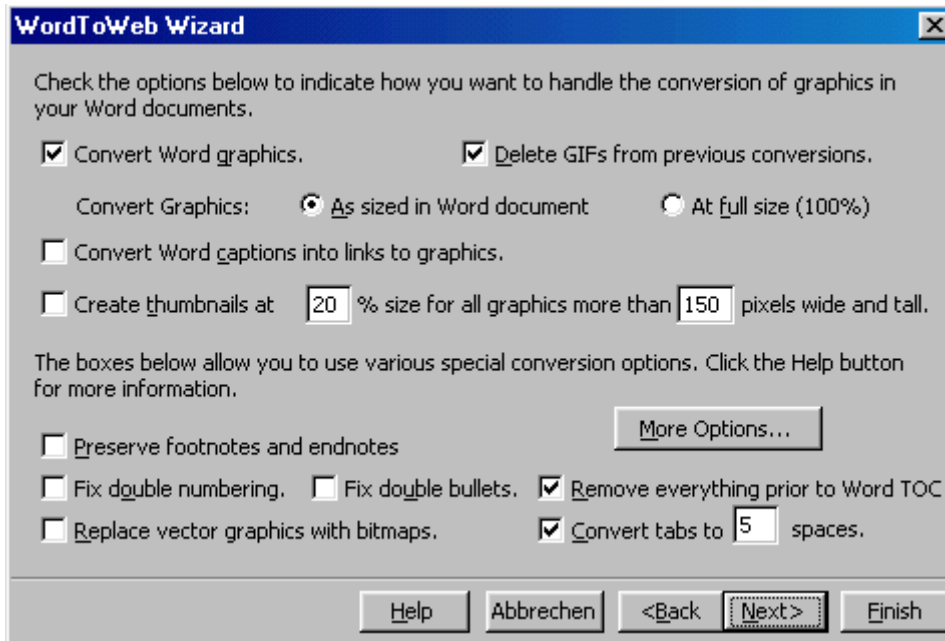 WordToWeb Wizard
Check the options below to indicate how you want to handle the conversion of graphics in
your Word documents.
Convert Word graphics. Delete GIFs from previous conversions.
Convert Graphics: As sized in Word document At full size (100%)
Convert Word captions into links to graphics.
Create thumbnails at 20 % size for all graphics more than 150 pixels wide and tall.
The boxes below allow you to use various special conversion options. Click the Help button
for more information.
More Options...
Preserve footnotes and endnotes
Fix double numbering. Fix double bullets. Remove everything prior to Word TOC
Replace vector graphics with bitmaps. Convert tabs to 5 spaces.
Help Abbrechen <Back Next> Finish